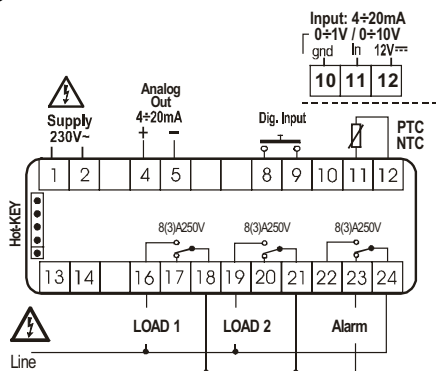 Input: 4÷20mA
0÷1V / 0÷10V
gnd In 12V
10 11 12
Analog
Out
4÷20mA
+ -
Supply
230V~
Dig. Input
PTC
NTC
1 2 4 5 8 9 10 11 12
Hot-KEY
8(3)A250V 8(3)A250V 8(3)A250V
13 14 16 17 18 19 20 21 22 23 24
LOAD 1 LOAD 2 Alarm
Line